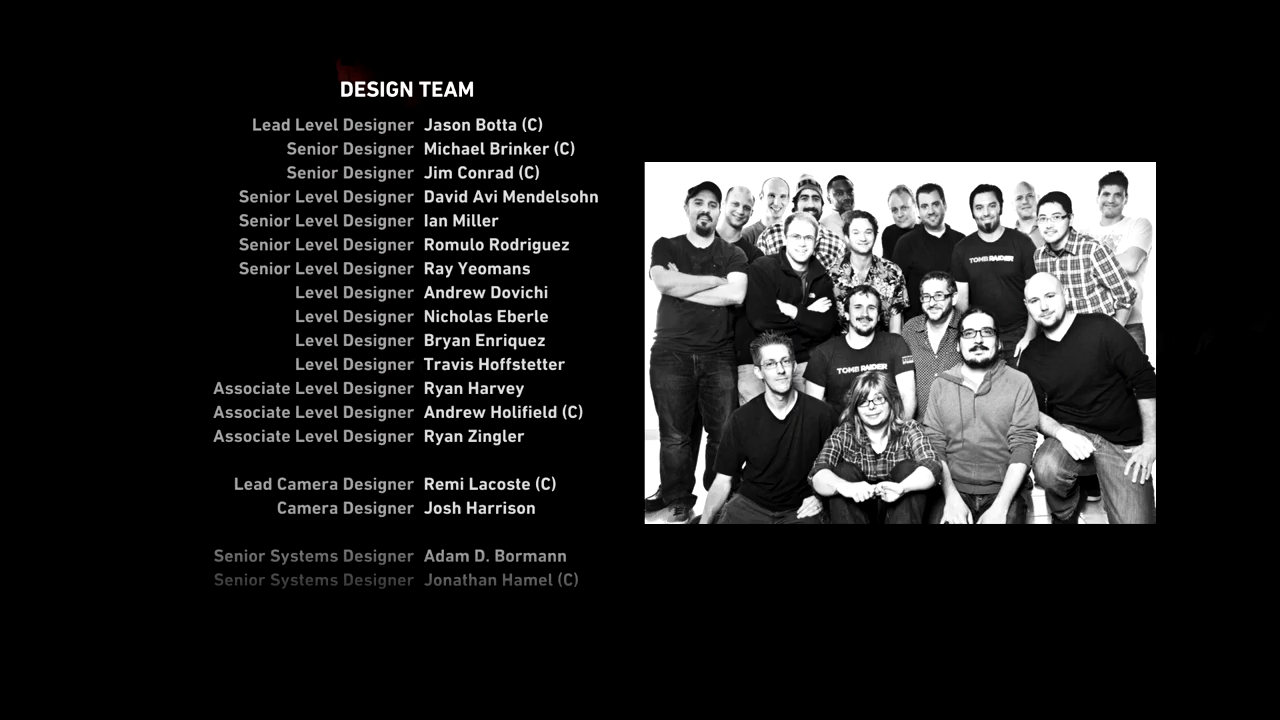 DESIGN TEAM
Lead Level Designer Jason Botta (C)
Senior Designer Michael Brinker (C)
Senior Designer Jim Conrad (C)
Senior Level Designer David Avi Mendelsohn
Senior Level Designer Ian Miller
Senior Level Designer Romulo Rodriguez
Senior Level Designer Ray Yeomans
Level Designer Andrew Dovichi
Level Designer Nicholas Eberle
Level Designer Bryan Enriquez
Level Designer Travis Hoffstetter
Associate Level Designer Ryan Harvey
Associate Level Designer Andrew Holifield (C)
Associate Level Designer Ryan Zingler
Lead Camera Designer Remi Lacoste (C)
Camera Designer Josh Harrison
Senior Systems Designer Adam D. Bormann
Senior Systems Designer Jonathan Hamel (C)
TOMB RAIDER
TOMB RAIDER